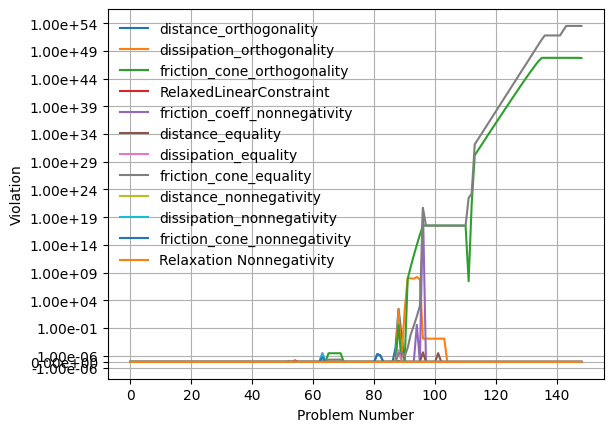 1.00e+54
1.00e+49
1.00e+44
1.00e+39
1.00e+34
1.00e+29
1.00e+24
1.00e+19
1.00e+14
1.00e+09
1.00e+04
1.00e-01
1.00e-06
0.00e+00
-1.00e-06
Violation
distance_orthogonality
dissipation_orthogonality
friction_cone_orthogonality
RelaxedLinearConstraint
friction_coeff_nonnegativity
distance_equality
dissipation_equality
friction_cone_equality
distance_nonnegativity
dissipation_nonnegativity
friction_cone_nonnegativity
Relaxation Nonnegativity
0 20 40 60 80 100 120 140
Problem Number